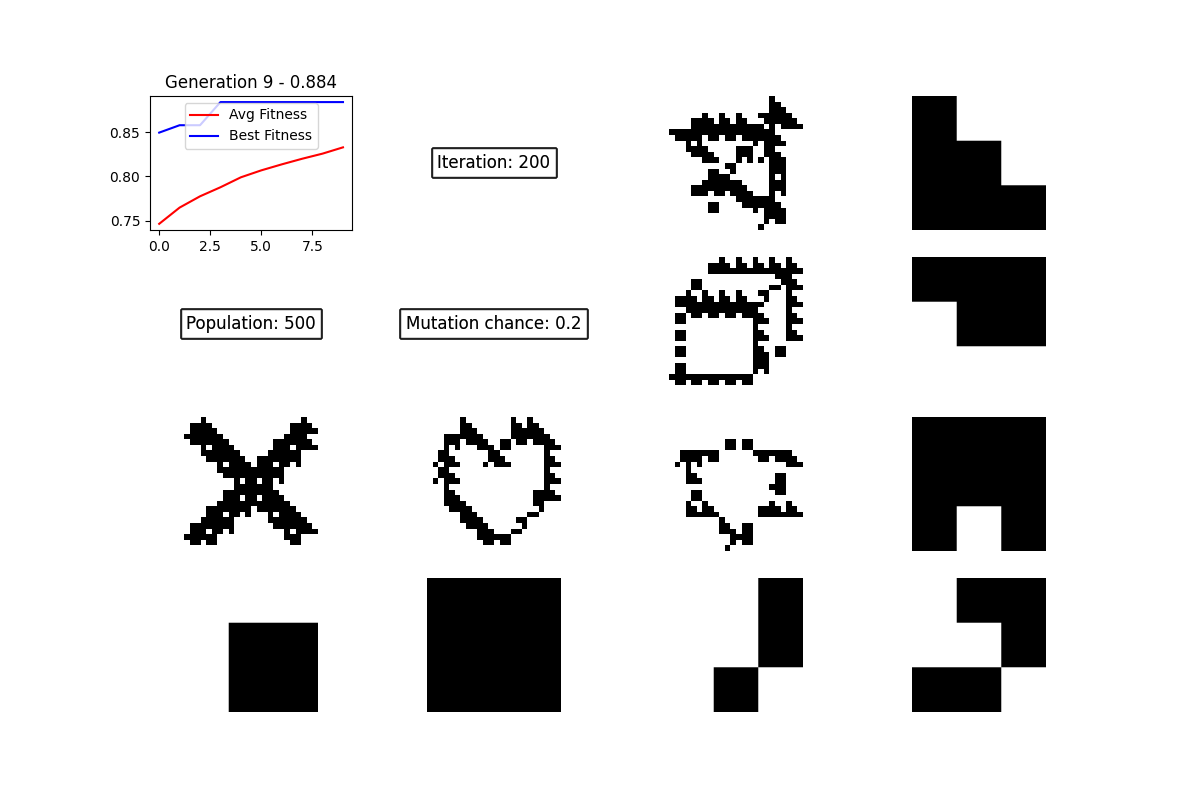 Generation 9 - 0.884
Avg Fitness
Best Fitness
0.85
0.80
0.75
0.0 2.5 5.0 7.5
Iteration: 200
Population: 500
Mutation chance: 0.2